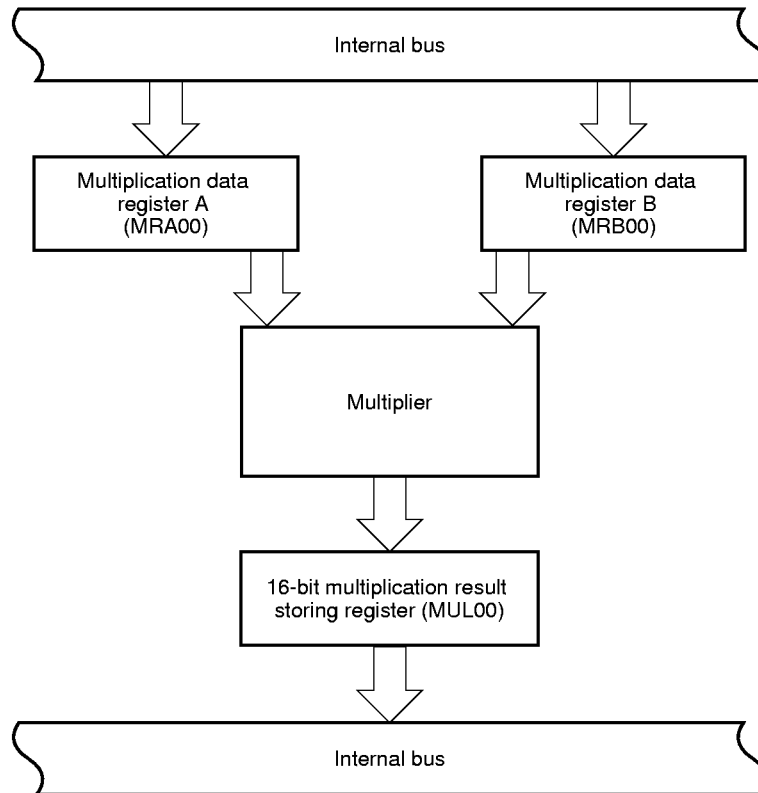 Internal bus
Multiplication data
register A
(MRA00)
Multiplication data
register B
(MRB00)
Multiplier
16-bit multiplication result
storing register (MUL00)
Internal bus